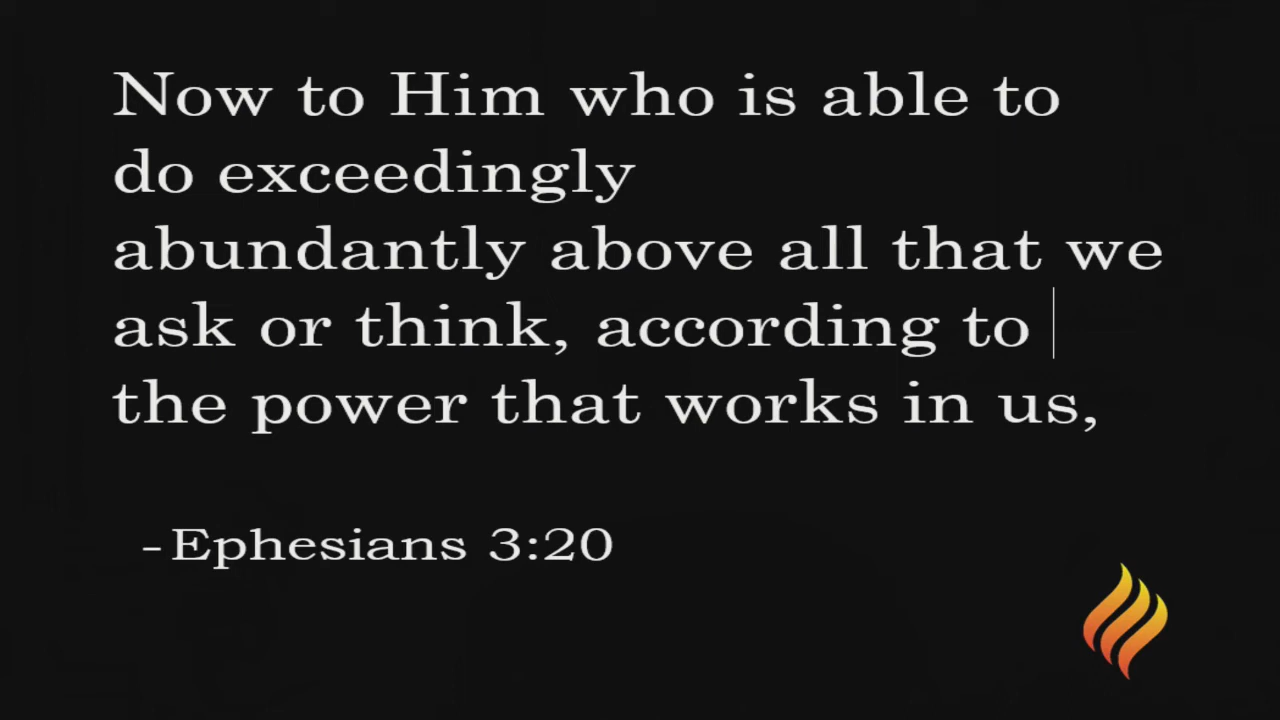 Now to Him who is able to
do exceedingly
abundantly above all that we
ask or think, according to
the power that works in us,
-Ephesians 3:20